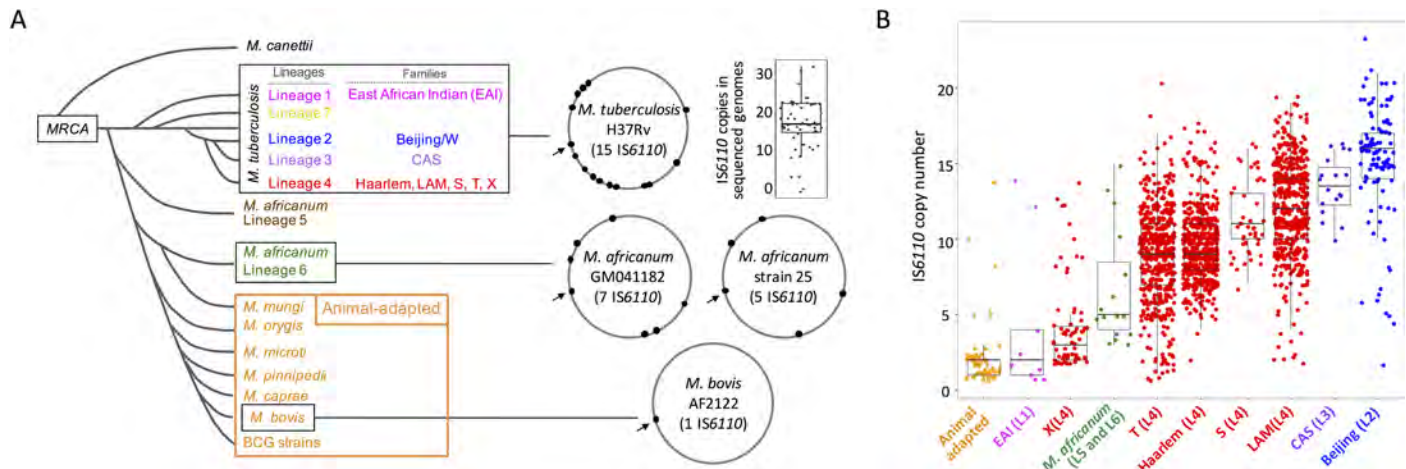 A
M. canettii
Lineages Families
M. tuberculosis
Lineage 1 East African Indian (EAI)
Lineage 7
MRCA
Lineage 2 Beijing/W
Lineage 3 CAS
Lineage 4 Haarlem, LAM, S, T, X
M. africanum
Lineage 5
M. africanum
Lineage 6
M. mungi
Animal-adapted
M. orygis
M. microti
M. pinnipedii
M. caprae
M. bovis
BCG strains
M. tuberculosis
H37Rv
(15 IS6110)
IS6110 copies in
sequenced genomes
30
20
10
0
M. africanum
GM041182
(7 IS6110)
M. africanum
strain 25
(5 IS6110)
M. bovis
AF2122
(1 IS6110)
B
IS6110 copy number
20
15
10
5
0
Animal
adapted
EAI (L1)
X(L4)
M. africanum
(L5 and L6)
T (L4)
Haarlem (L4)
S (L4)
LAM(L4)
CAS (L3)
Beijing (L2)